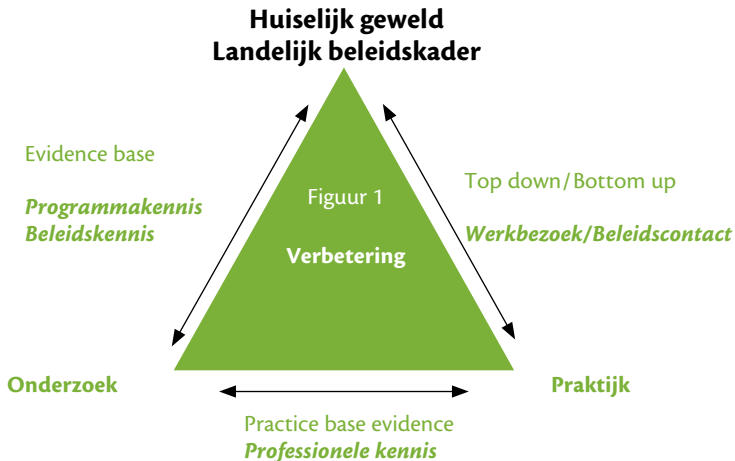 Huiselijk geweld
Landelijk beleidskader
Evidence base
Programmakennis
Beleidskennis
Figuur 1
Verbetering
Top down/Bottom up
Werkbezoek/Beleidscontact
Onderzoek
Praktijk
Practice base evidence
Professionele kennis